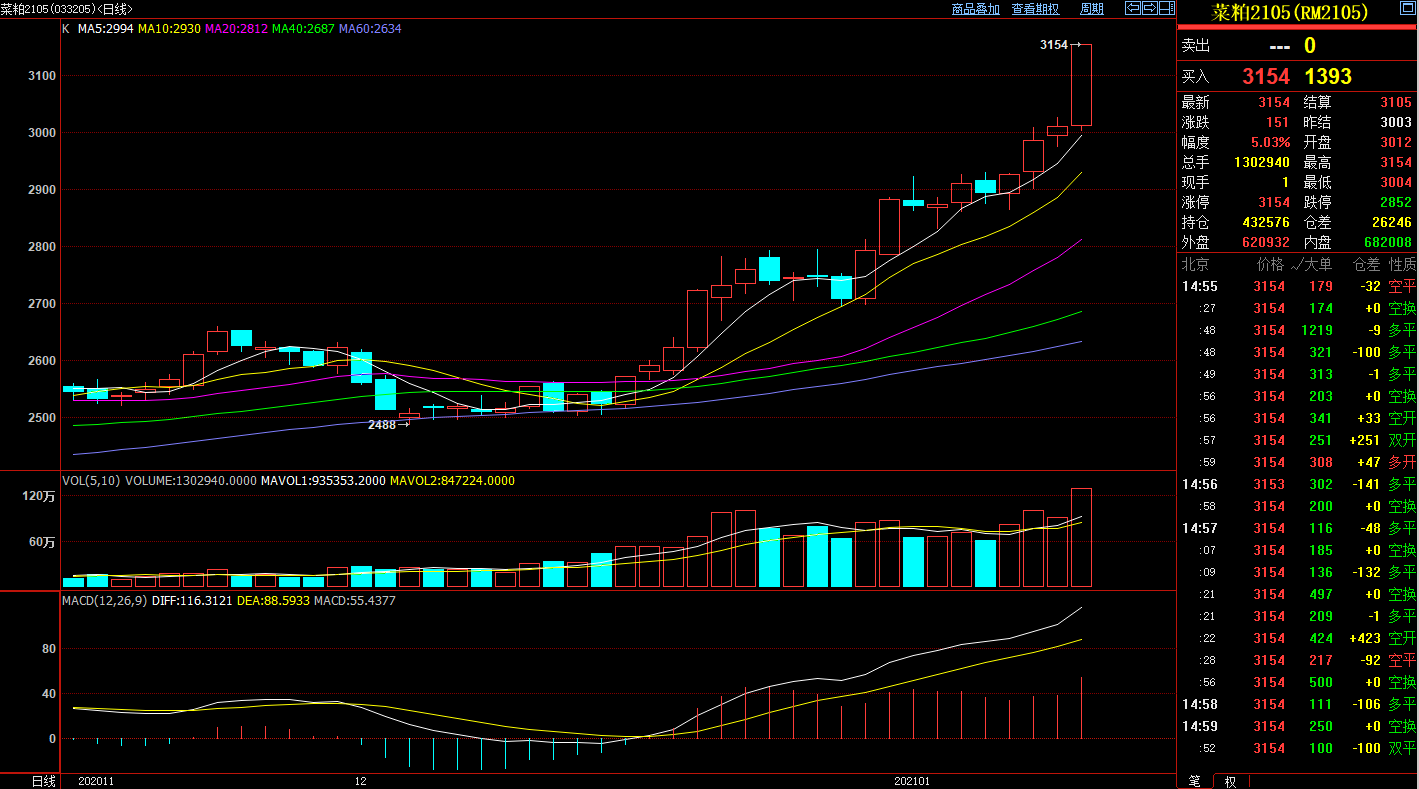 菜粕2105(033205)<日线>
商品叠加 查看期权 周期
K MA5:2994 MA10:2930 MA20:2812 MA40:2687 MA60:2634
3154
3100
3000
2900
2800
2700
2600
2500
2488
VOL(5,10) VOLUME:1302940.0000 MAVOL1:935353.2000 MAVOL2:847224.0000
120万
60万
MACD(12,26,9) DIFF:116.3121 DEA:88.5933 MACD:55.4377
80
40
0
日线 202011 12 202101
菜粕2105(RM2105)
卖出 --- 0
买入 3154 1393
最新 3154 结算 3105
涨跌 151 昨结 3003
幅度 5.03% 开盘 3012
总手 1302940 最高 3154
现手 1 最低 3004
涨停 3154 跌停 2852
持仓 432576 仓差 26246
外盘 620932 内盘 682008
北京 价格 √大单 仓差 性质
14:55 3154 179 -32 空平
:27 3154 174 +0 空换
:48 3154 1219 -9 多平
:48 3154 321 -100 多平
:49 3154 313 -1 多平
:56 3154 203 +0 空换
:56 3154 341 +33 空开
:57 3154 251 +251 双开
:59 3154 308 +47 多开
14:56 3153 302 -141 多平
:58 3154 200 +0 空换
14:57 3154 116 -48 多平
:07 3154 185 +0 空换
:09 3154 136 -132 多平
:21 3154 497 +0 空换
:21 3154 209 -1 多平
:22 3154 424 +423 空开
:28 3154 217 -92 空平
:56 3154 500 +0 空换
14:58 3154 111 -106 多平
14:59 3154 250 +0 空换
:52 3154 100 -100 双平
笔 权